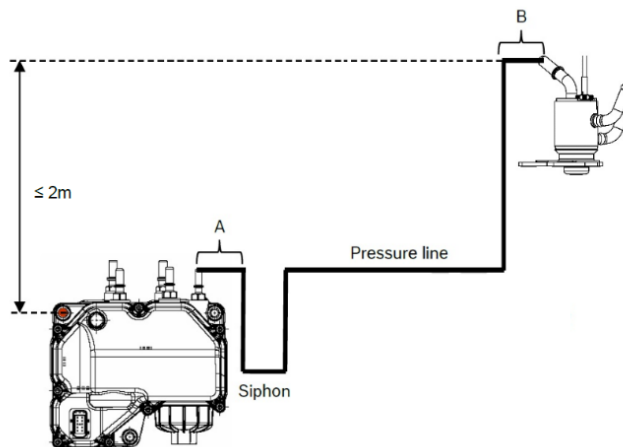 B
≤ 2m
A
Pressure line
Siphon